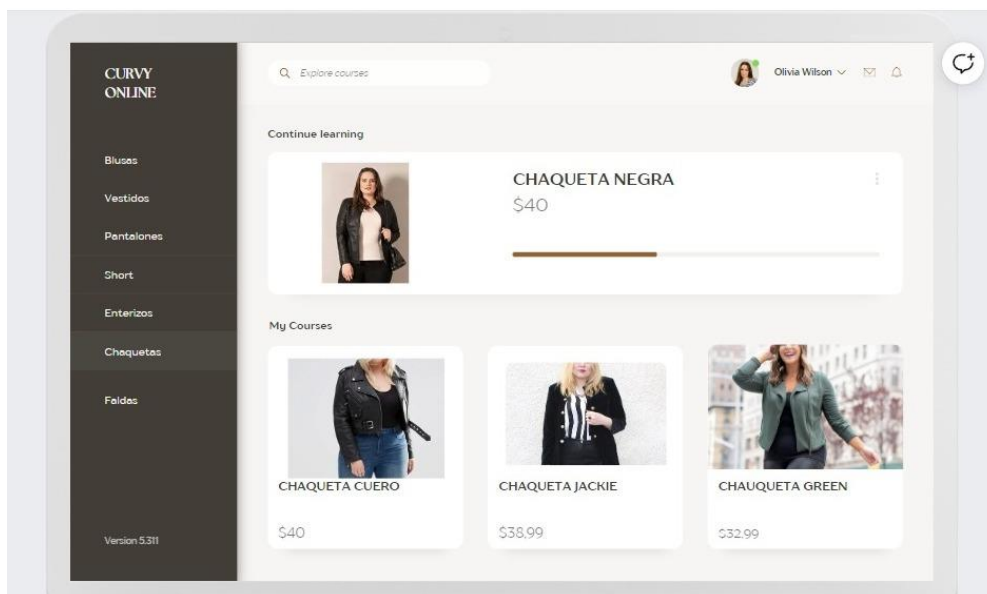 CURVY
ONLINE
Explore courses
Olivia Wilson
Continue learning
Blusas
Vestidos
Pantalones
Short
Enterizos
Chaquetas
Faldas
Version 5.311
CHAQUETA NEGRA
$40
My Courses
CHAQUETA CUERO
$40
CHAQUETA JACKIE
$38,99
CHAUQUETA GREEN
$32,99